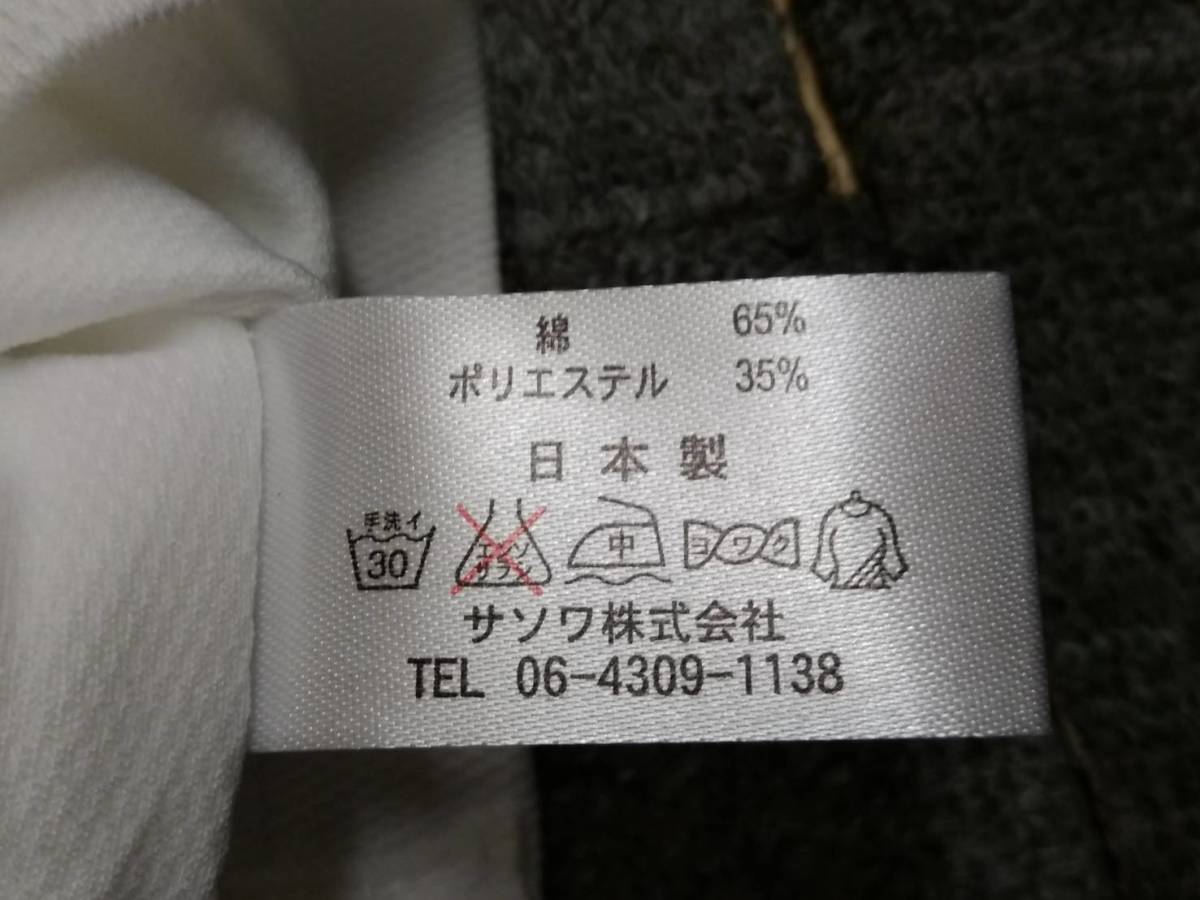 綿 65%
ポリエステル 35%
日本製
手洗イ
30
エンソ
サラシ
中
ヨワク
サソワ株式会社
TEL 06-4309-1138